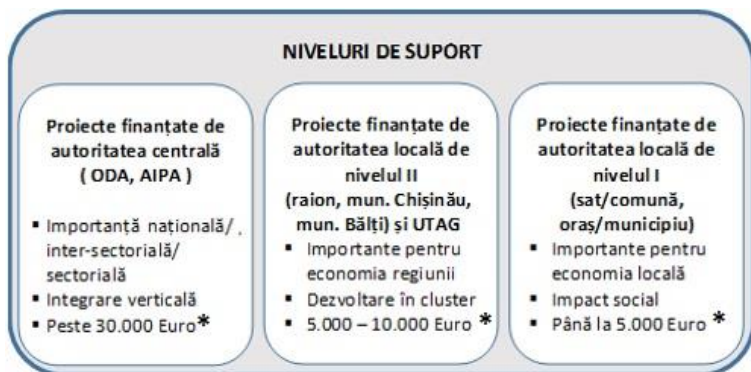 NIVELURI DE SUPORT
Proiecte finanțate de
autoritatea centrală
( ODA, AIPA )
▪ Importanță națională/ ,
inter-sectorială/
sectorială
▪ Integrare verticală
▪ Peste 30.000 Euro*
Proiecte finanțate de
autoritatea locală de
nivelul II
(raion, mun. Chișinău,
mun. Bălți) și UTAG
▪ Importante pentru
economia regiunii
▪ Dezvoltare în cluster
▪ 5.000 – 10.000 Euro *
Proiecte finanțate de
autoritatea locală de
nivelul I
(sat/comună,
oraș/municipiu)
▪ Importante pentru
economia locală
▪ Impact social
▪ Până la 5.000 Euro *